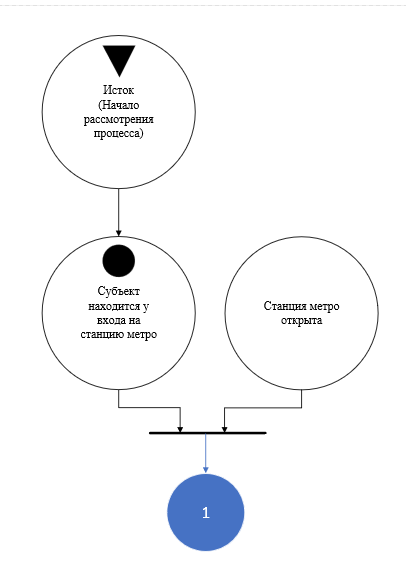 Исток
(Начало
рассмотрения
процесса)
Субъект
находится у
входа на
станцию метро
Станция метро
открыта
1